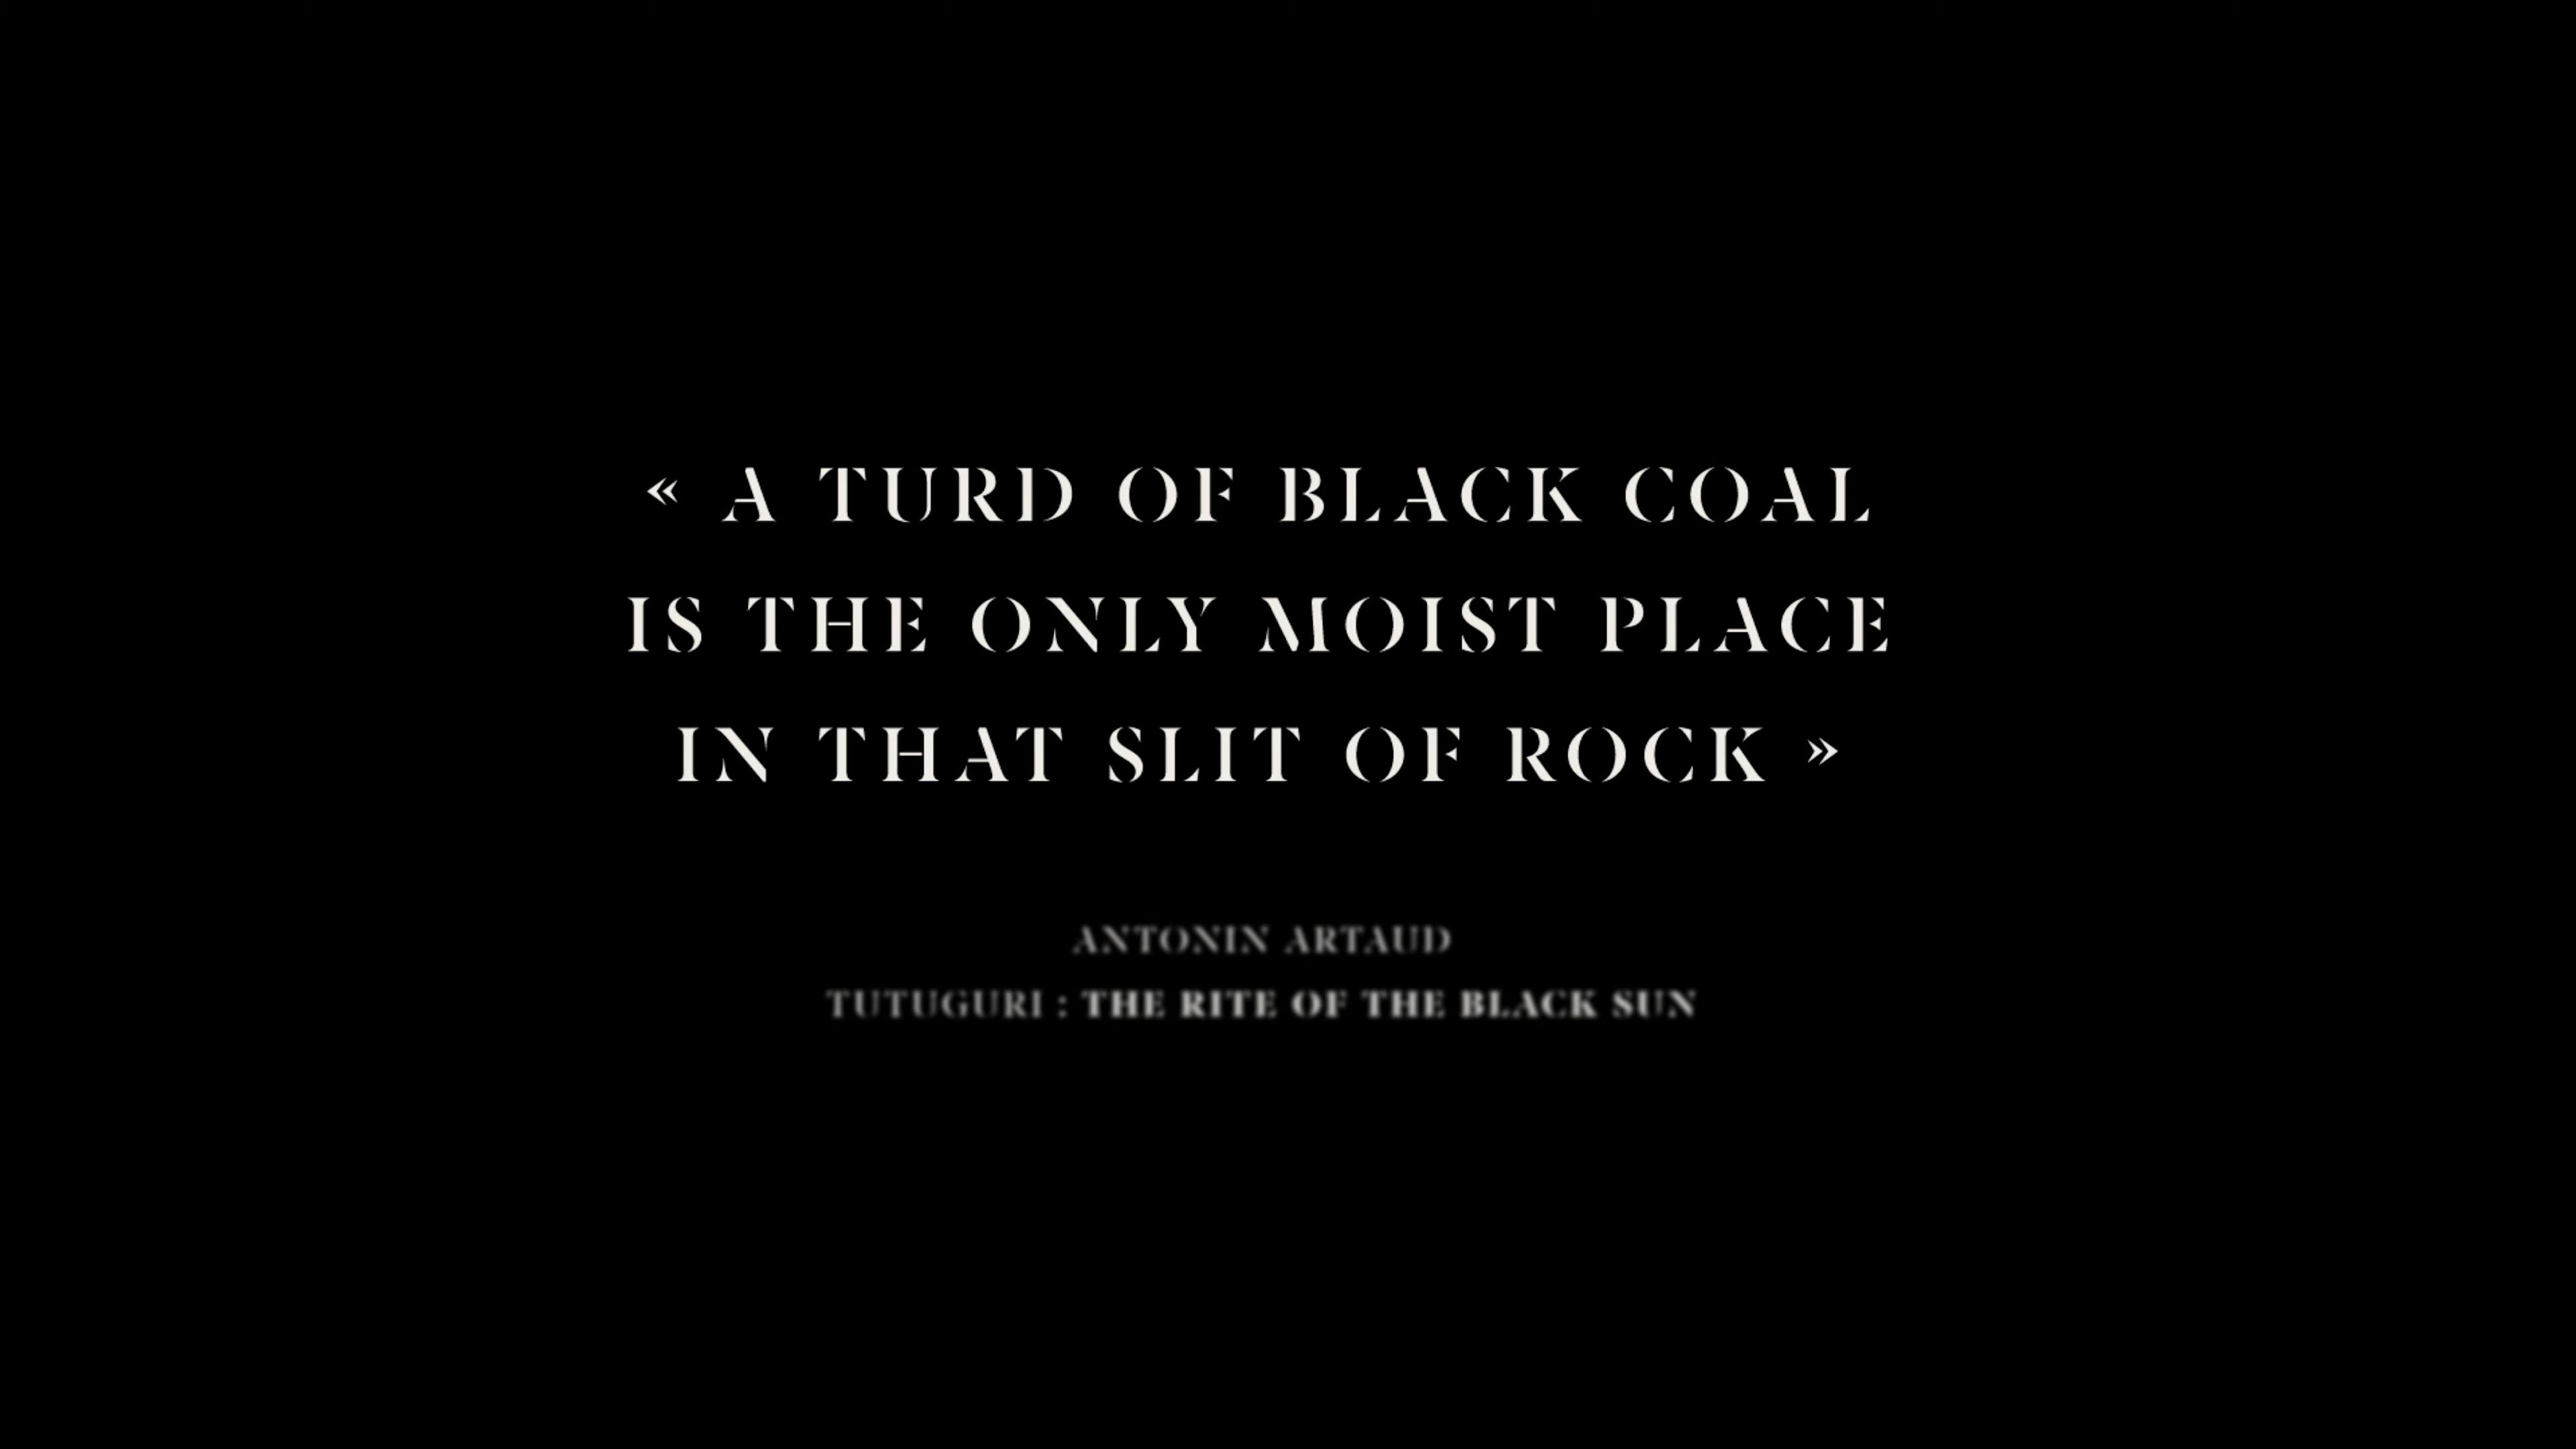 « A TURD OF BLACK COAL
IS THE ONLY MOIST PLACE
IN THAT SLIT OF ROCK »
ANTONIN ARTAUD
TUTUGURI : THE RITE OF THE BLACK SUN